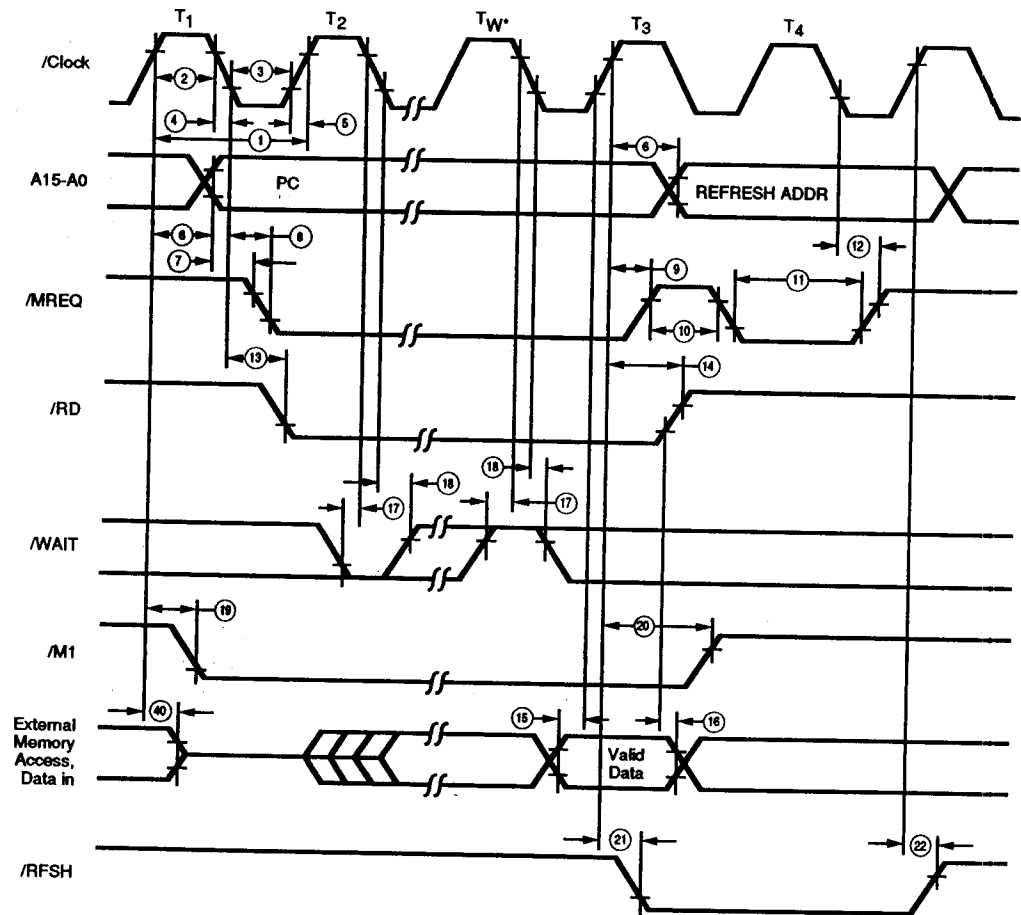 T1 T2 TW* T3 T4
/Clock
2 3
4 1 5
A15-A0 PC 6 REFRESH ADDR
6 8 12
7 9 11
/MREQ 10
13 14
/RD
18 18
17 17
/WAIT
19 20
/M1
40 15 16
External
Memory
Access,
Data in
Valid
Data
21 22
/RFSH